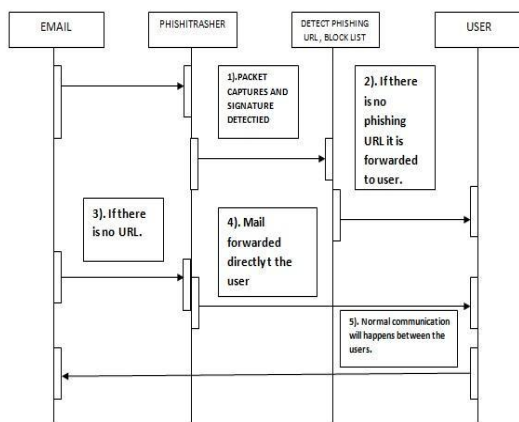 EMAIL
PHISHITRASHER
DETECT PHISHING
URL , BLOCK LIST
USER
1).PACKET
CAPTURES AND
SIGNATURE
DETECTIED
2). If there
is no
phishing
URL it is
forwarded
to user.
3). If there
is no URL.
4). Mail
forwarded
directly t the
user
5). Normal communication
will happens between the
users.